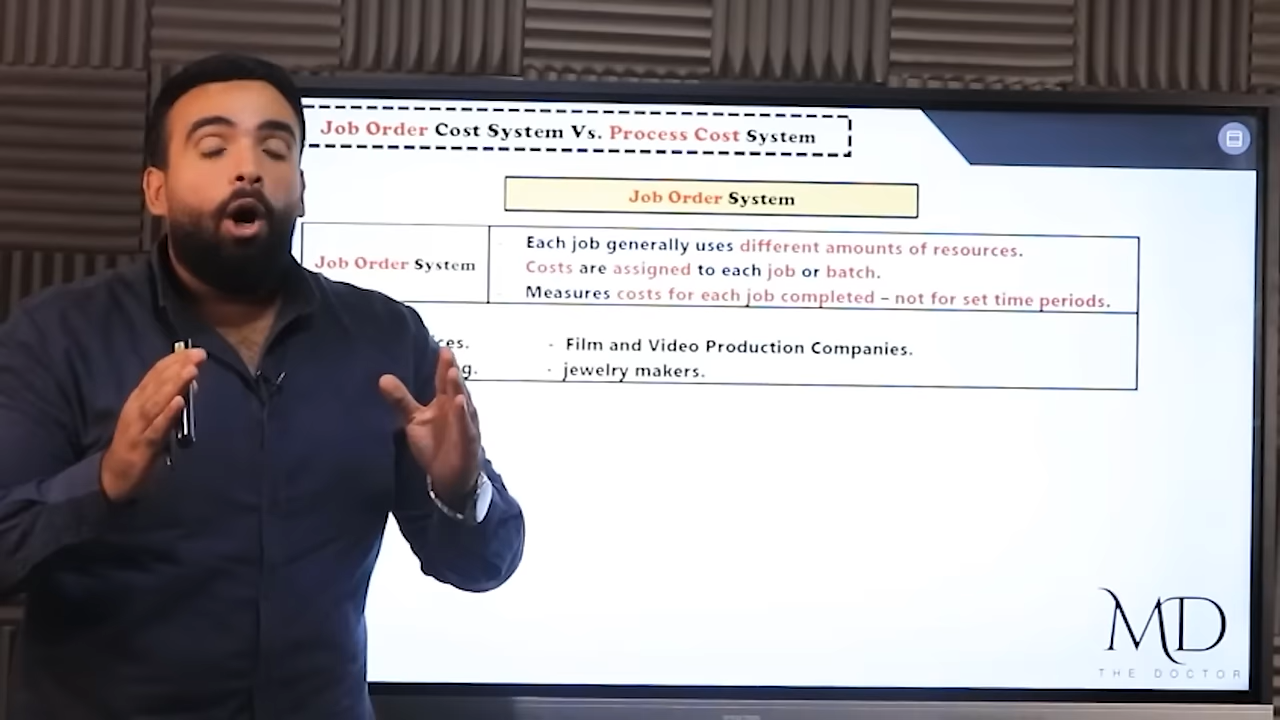 Job Order Cost System Vs. Process Cost System
Job Order System
Job Order System
Each job generally uses different amounts of resources.
Costs are assigned to each job or batch.
Measures costs for each job completed – not for set time periods.
- Film and Video Production Companies.
- jewelry makers.
MD
THE DOCTOR